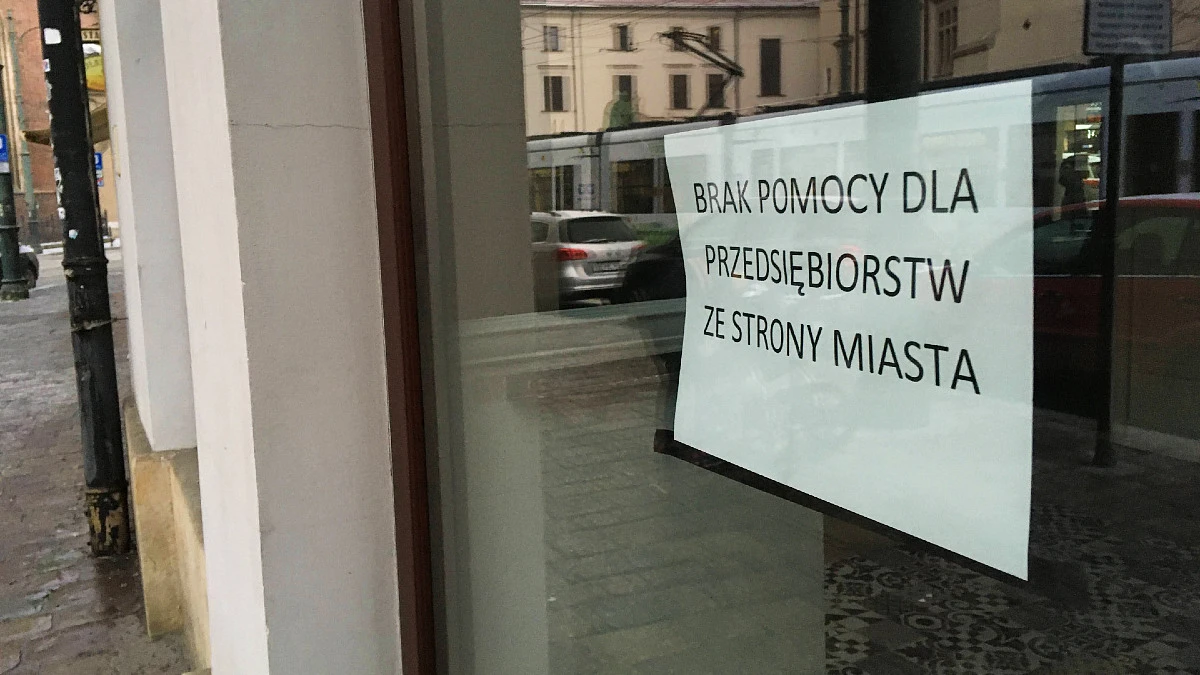 BRAK POMOCY DLA
PRZEDSIĘBIORSTW
ZE STRONY MIASTA